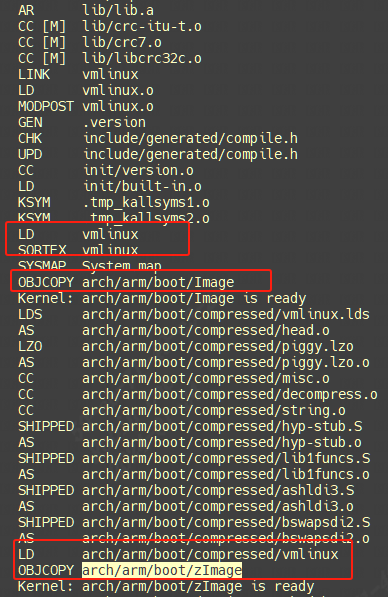 AR lib/lib.a
CC [M] lib/crc-itu-t.o
CC [M] lib/crc7.o
CC [M] lib/libcrc32c.o
LINK vmlinux
LD vmlinux.o
MODPOST vmlinux.o
GEN .version
CHK include/generated/compile.h
UPD include/generated/compile.h
CC init/version.o
LD init/built-in.o
KSYM .tmp_kallsyms1.o
KSYM .tmp_kallsyms2.o
LD vmlinux
SORTEX vmlinux
SYSMAP System.map
OBJCOPY arch/arm/boot/Image
Kernel: arch/arm/boot/Image is ready
LDS arch/arm/boot/compressed/vmlinux.lds
AS arch/arm/boot/compressed/head.o
LZO arch/arm/boot/compressed/piggy.lzo
AS arch/arm/boot/compressed/piggy.lzo.o
CC arch/arm/boot/compressed/misc.o
CC arch/arm/boot/compressed/decompress.o
CC arch/arm/boot/compressed/string.o
SHIPPED arch/arm/boot/compressed/hyp-stub.S
AS arch/arm/boot/compressed/hyp-stub.o
SHIPPED arch/arm/boot/compressed/lib1funcs.S
AS arch/arm/boot/compressed/lib1funcs.o
SHIPPED arch/arm/boot/compressed/ashldi3.S
AS arch/arm/boot/compressed/ashldi3.o
SHIPPED arch/arm/boot/compressed/bswapsdi2.S
AS arch/arm/boot/compressed/bswapsdi2.o
LD arch/arm/boot/compressed/vmlinux
OBJCOPY arch/arm/boot/zImage
Kernel: arch/arm/boot/zImage is ready